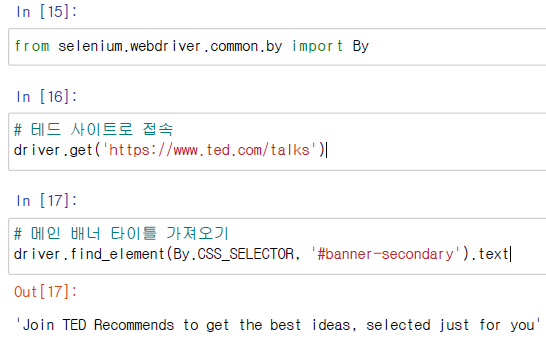 In [15]:
from selenium.webdriver.common.by import By
In [16]:
# 테드 사이트로 접속
driver.get('https://www.ted.com/talks')
In [17]:
# 메인 배너 타이틀 가져오기
driver.find_element(By.CSS_SELECTOR, '#banner-secondary').text
Out[17]:
'Join TED Recommends to get the best ideas, selected just for you'